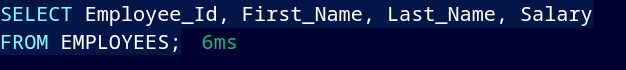 SELECT Employee_Id, First_Name, Last_Name, Salary
FROM EMPLOYEES; 6ms